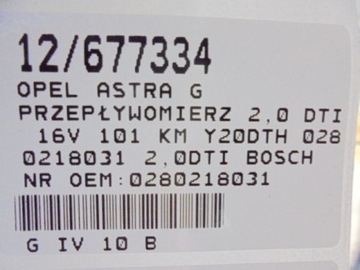 12/677334
OPEL ASTRA G
PRZEPŁYWOMIERZ 2,0 DTI
16V 101 KM Y20DTH 028
0218031 2,0DTI BOSCH
NR OEM:0280218031
G IV 10 B